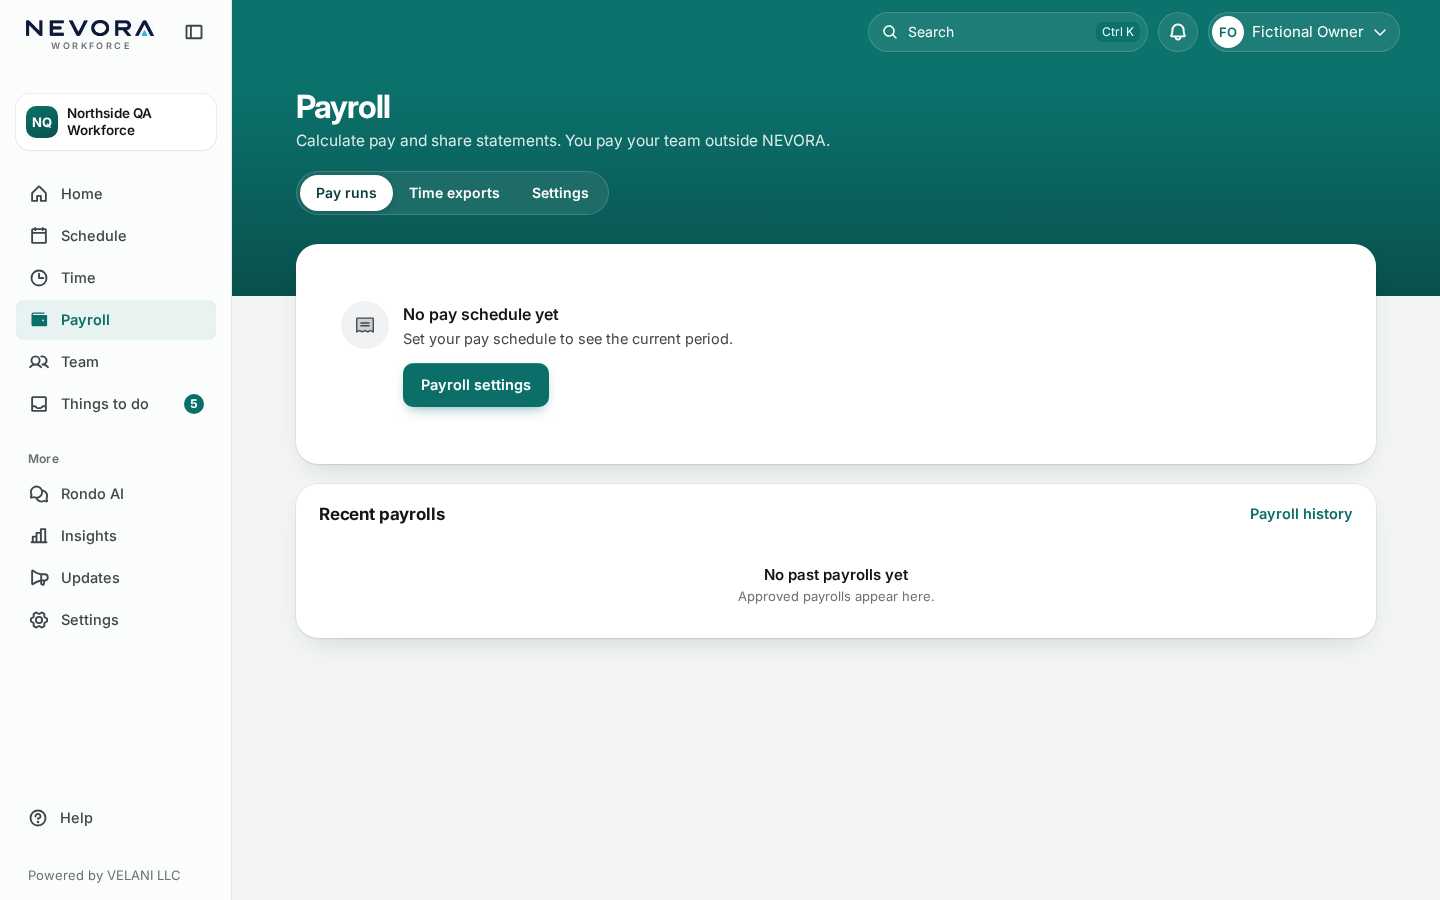 NEVORA
WORKFORCE
Search
Ctrl K
FO
Fictional Owner
NQ
Northside QA
Workforce
Home
Schedule
Time
Payroll
Team
Things to do
5
More
Rondo AI
Insights
Updates
Settings
Help
Powered by VELANI LLC
Payroll
Calculate pay and share statements. You pay your team outside NEVORA.
Pay runs
Time exports
Settings
No pay schedule yet
Set your pay schedule to see the current period.
Payroll settings
Recent payrolls
Payroll history
No past payrolls yet
Approved payrolls appear here.